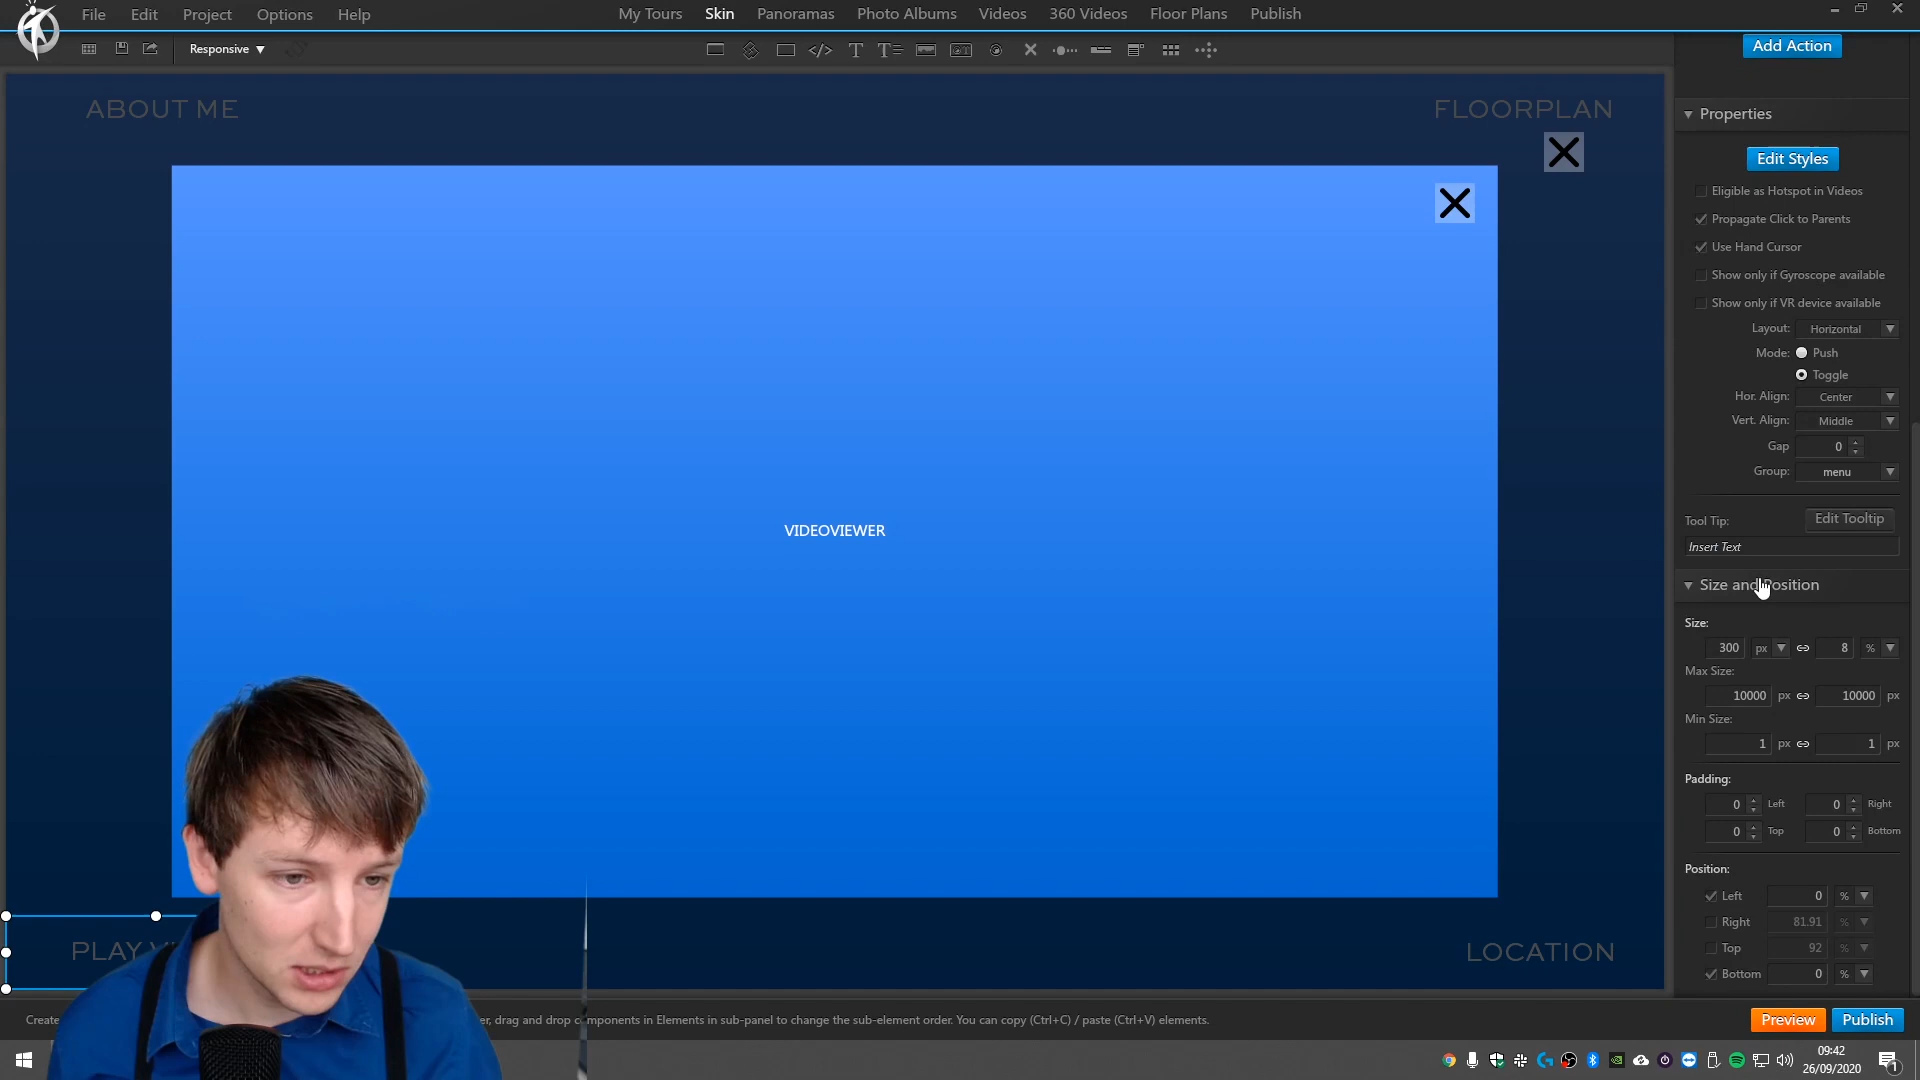 File Edit Project Options Help My Tours Skin Panoramas Photo Albums Videos 360 Videos Floor Plans Publish
Responsive
Add Action
ABOUT ME
FLOORPLAN
VIDEOVIEWER
PLAY
LOCATION
Properties
Edit Styles
Eligible as Hotspot in Videos
Propagate Click to Parents
Use Hand Cursor
Show only if Gyroscope available
Show only if VR device available
Layout: Horizontal
Mode: Push
Toggle
Hor. Align: Center
Vert. Align: Middle
Gap 0
Group: menu
Tool Tip: Edit Tooltip
Insert Text
Size and Position
Size:
300 px 8 %
Max Size:
10000 px 10000 px
Min Size:
1 px 1 px
Padding:
0 Left 0 Right
0 Top 0 Bottom
Position:
Left 0 %
Right 81.91 %
Top 92 %
Bottom 0 %
Create
er, drag and drop components in Elements in sub-panel to change the sub-element order. You can copy (Ctrl+C) / paste (Ctrl+V) elements.
Preview Publish
09:42
26/09/2020
1